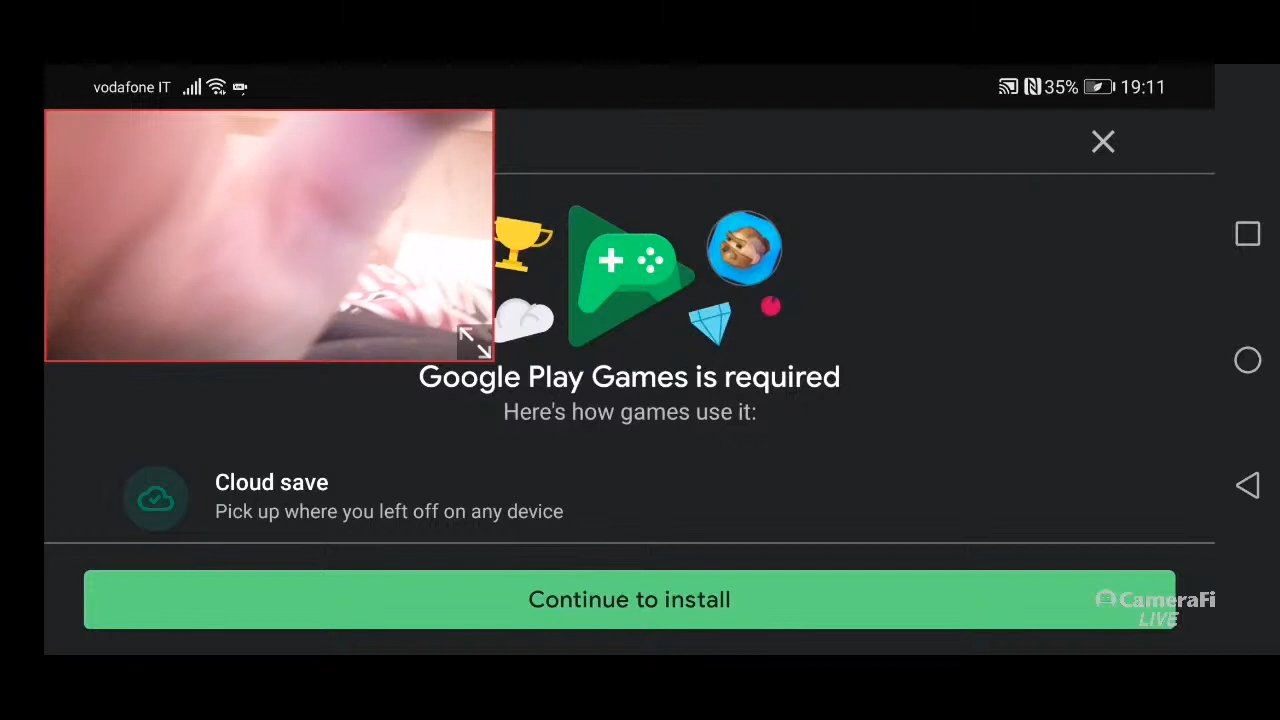 vodafone IT
35% 19:11
Google Play Games is required
Here's how games use it:
Cloud save
Pick up where you left off on any device
Continue to install
CameraFi
LIVE